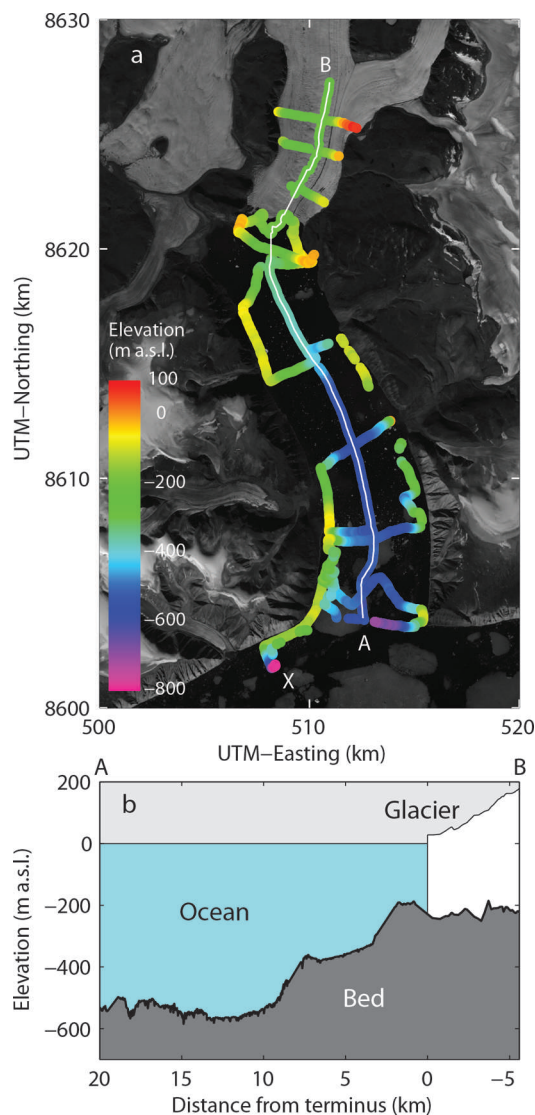 8630
a
B
8620
Elevation
(m a.s.l.)
100
0
−200
−400
−600
−800
UTM−Northing (km)
8610
A
X
8600
500
510
520
UTM−Easting (km)
A
B
b
200
0
−200
−400
−600
Elevation (m a.s.l.)
Glacier
Ocean
Bed
20
15
10
5
0
−5
Distance from terminus (km)